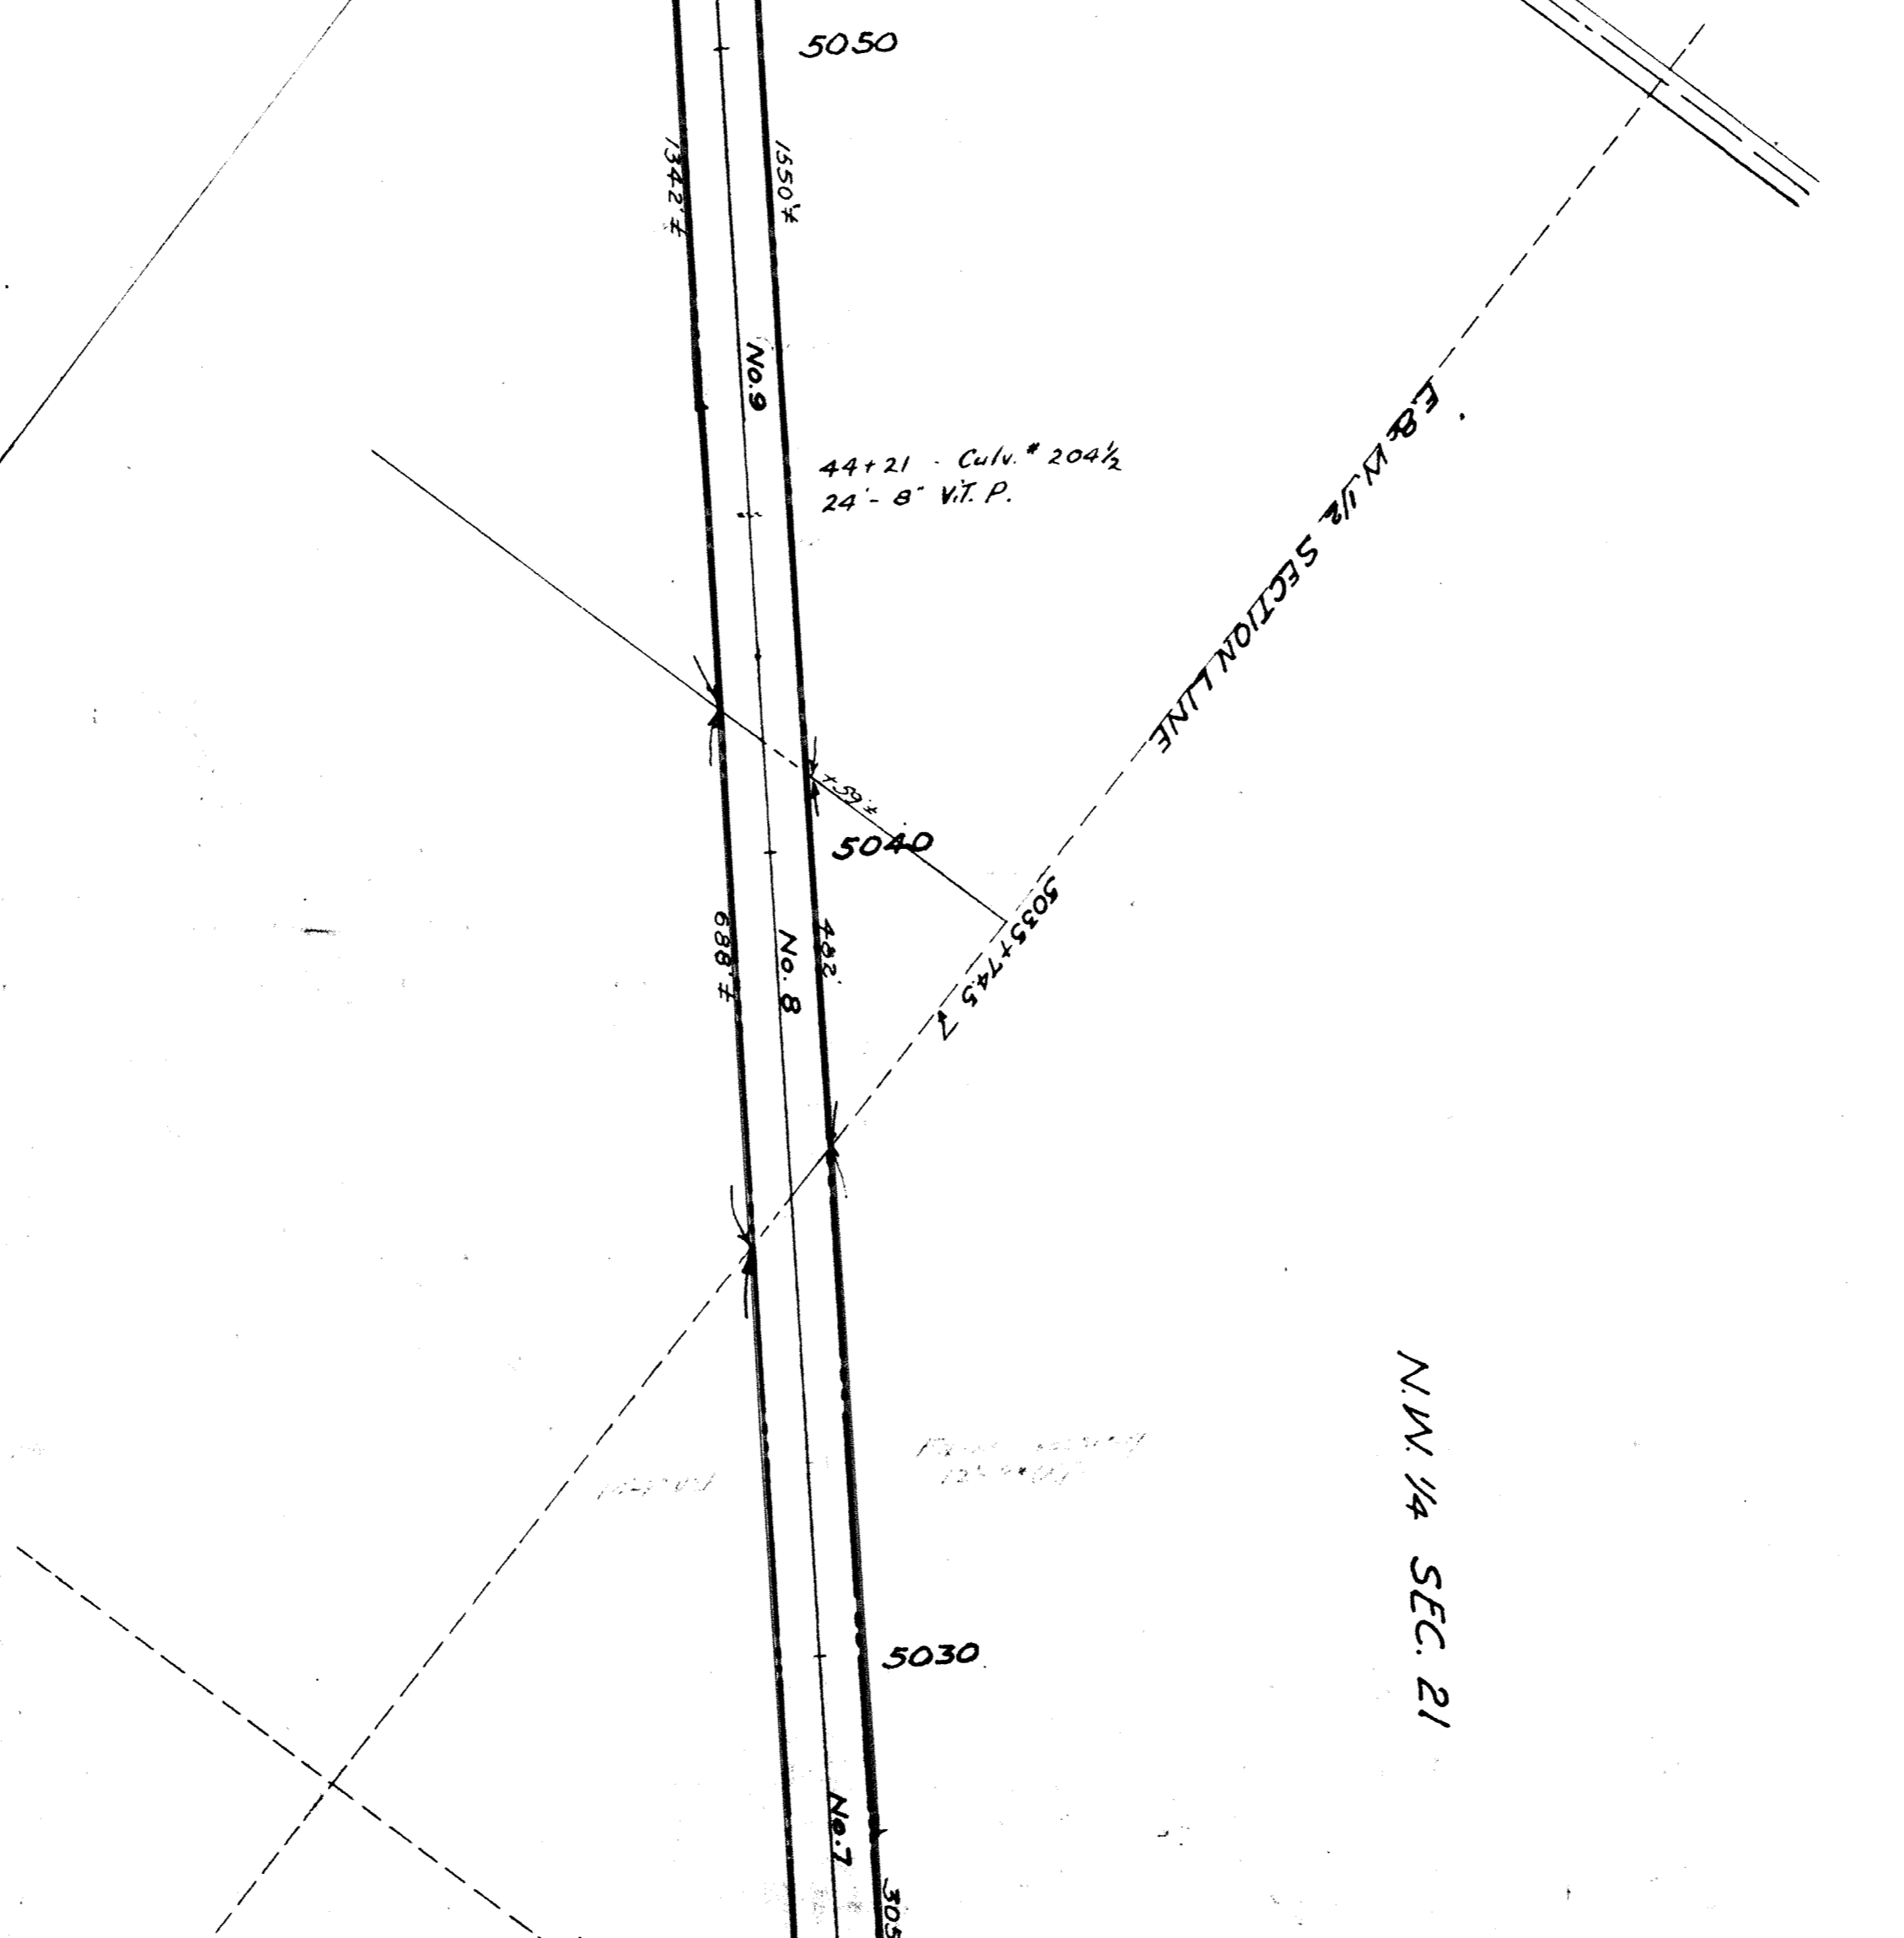 5050
1342'±
1550'±
No.9
44+21 - Culv. # 204½
24' - 8" V.T.P.
E.& W. 1/2 SECTION LINE
5040
5035+74.5
688'±
No. 8
482'
N.W. 1/4 SEC. 21
5030
No.7
305